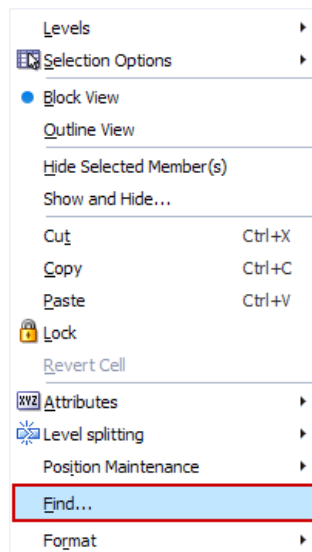 Levels
Selection Options
Block View
Outline View
Hide Selected Member(s)
Show and Hide...
Cut Ctrl+X
Copy Ctrl+C
Paste Ctrl+V
Lock
Revert Cell
XYZ Attributes
Level splitting
Position Maintenance
Find...
Format